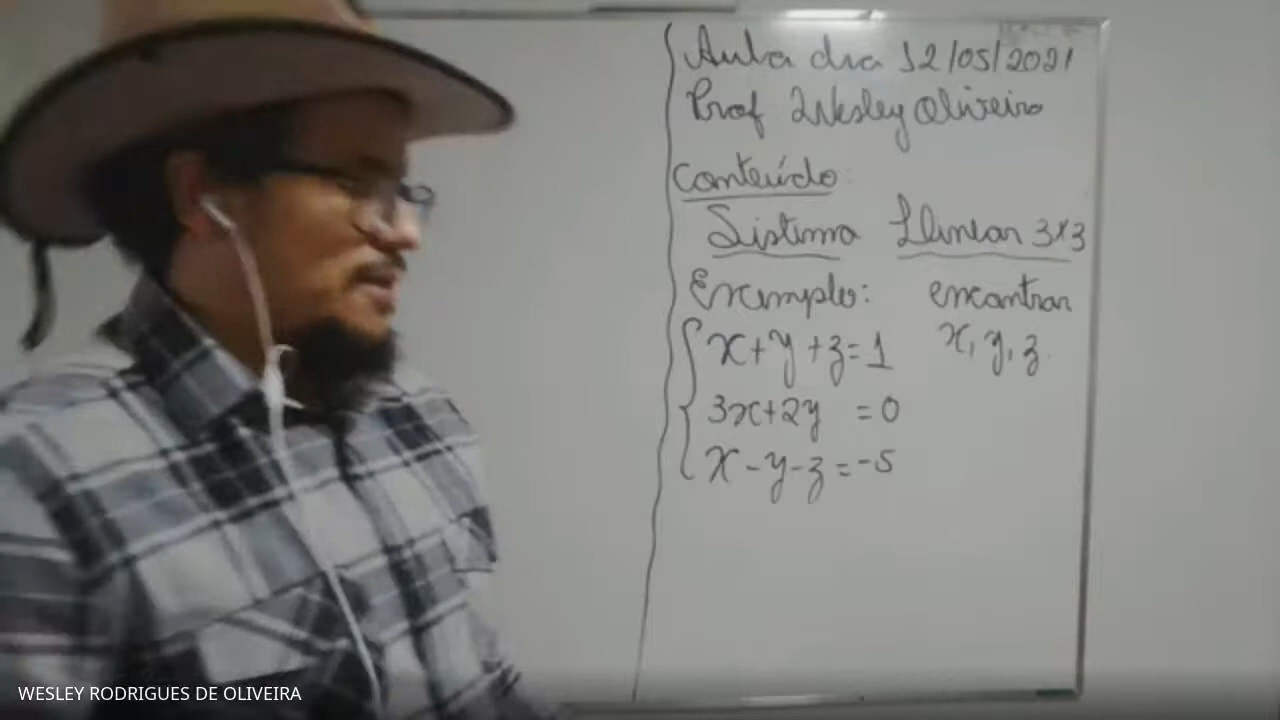 Aula dia 12/05/2021
Prof Wesley Oliveira
Conteúdo
Sistema Llinear 3x3
Exemplo: encontrar
x, y, z.
x+y+z=1
3x+2y =0
x-y-z=-5
WESLEY RODRIGUES DE OLIVEIRA